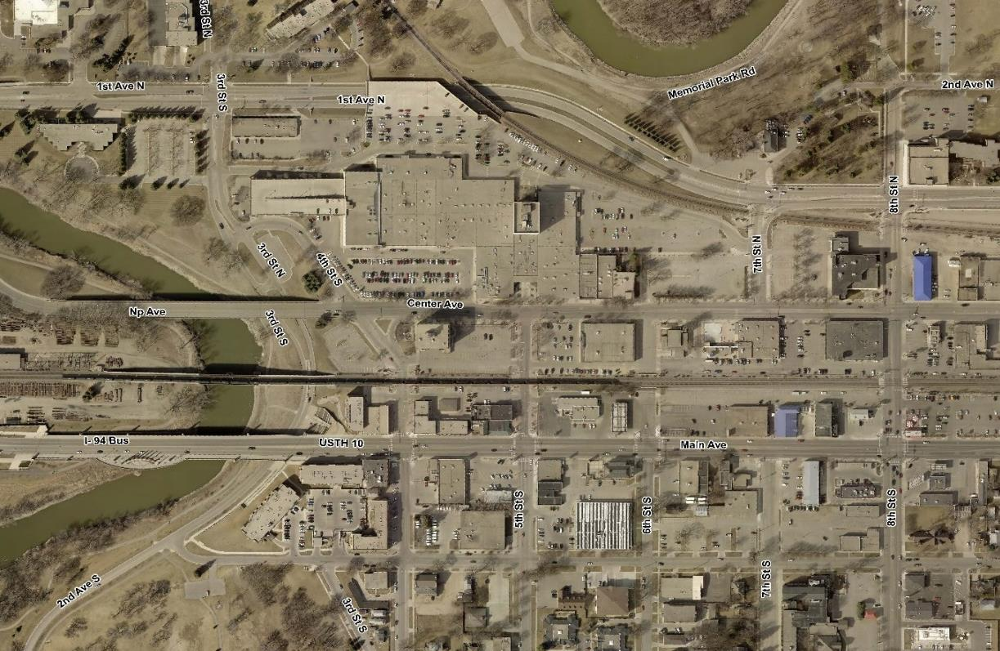 3rd St N
1st Ave N
3rd St S
1st Ave N
Memorial Park Rd
2nd Ave N
8th St N
3rd St N
4th St S
7th St N
Center Ave
Np Ave
3rd St S
I-94 Bus
USTH 10
Main Ave
5th St S
6th St S
8th St S
2nd Ave S
3rd St S
7th St S